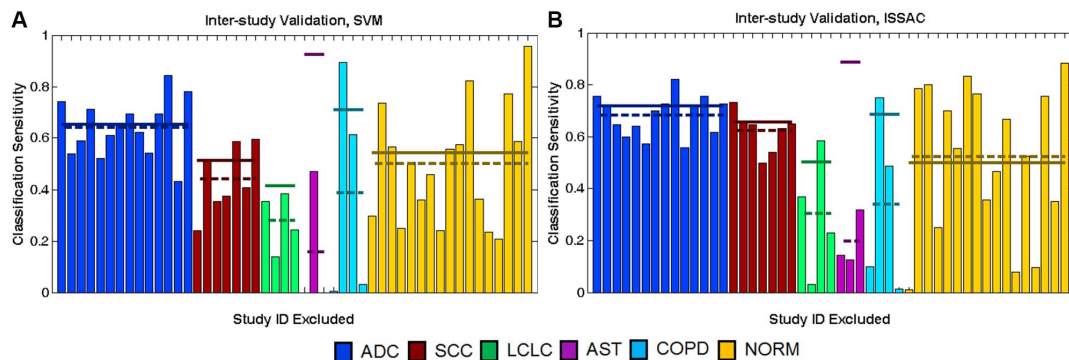 A
Inter-study Validation, SVM
Classification Sensitivity
1
0.8
0.6
0.4
0.2
0
Study ID Excluded
B
Inter-study Validation, ISSAC
Classification Sensitivity
1
0.8
0.6
0.4
0.2
0
Study ID Excluded
ADC SCC LCLC AST COPD NORM